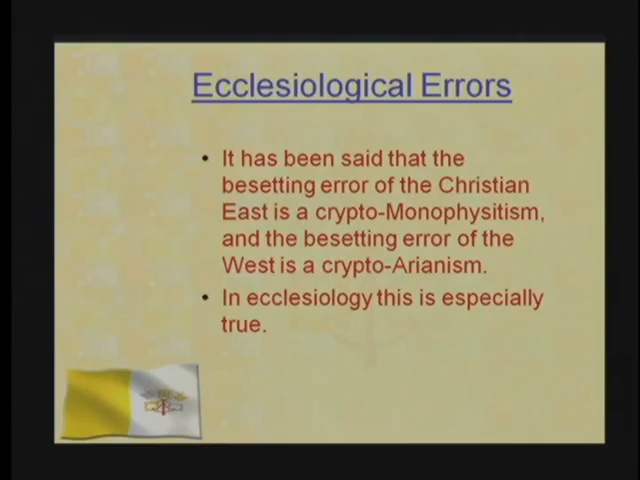 Ecclesiological Errors
• It has been said that the
besetting error of the Christian
East is a crypto-Monophysitism,
and the besetting error of the
West is a crypto-Arianism.
• In ecclesiology this is especially
true.